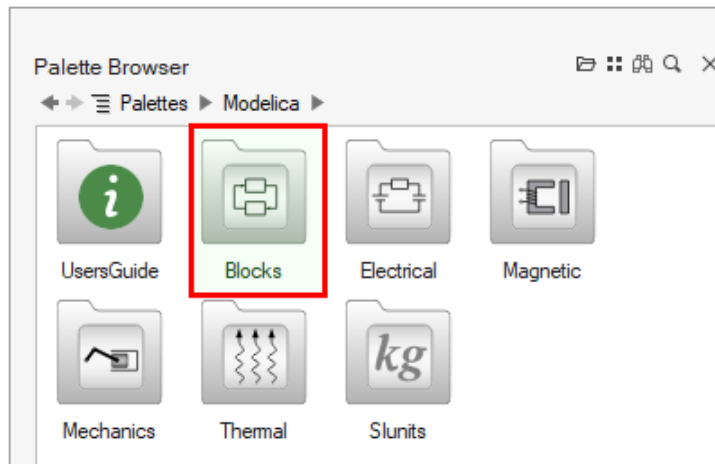 Palette Browser
Palettes Modelica
i
UsersGuide Blocks Electrical Magnetic
kg
Mechanics Thermal SIunits